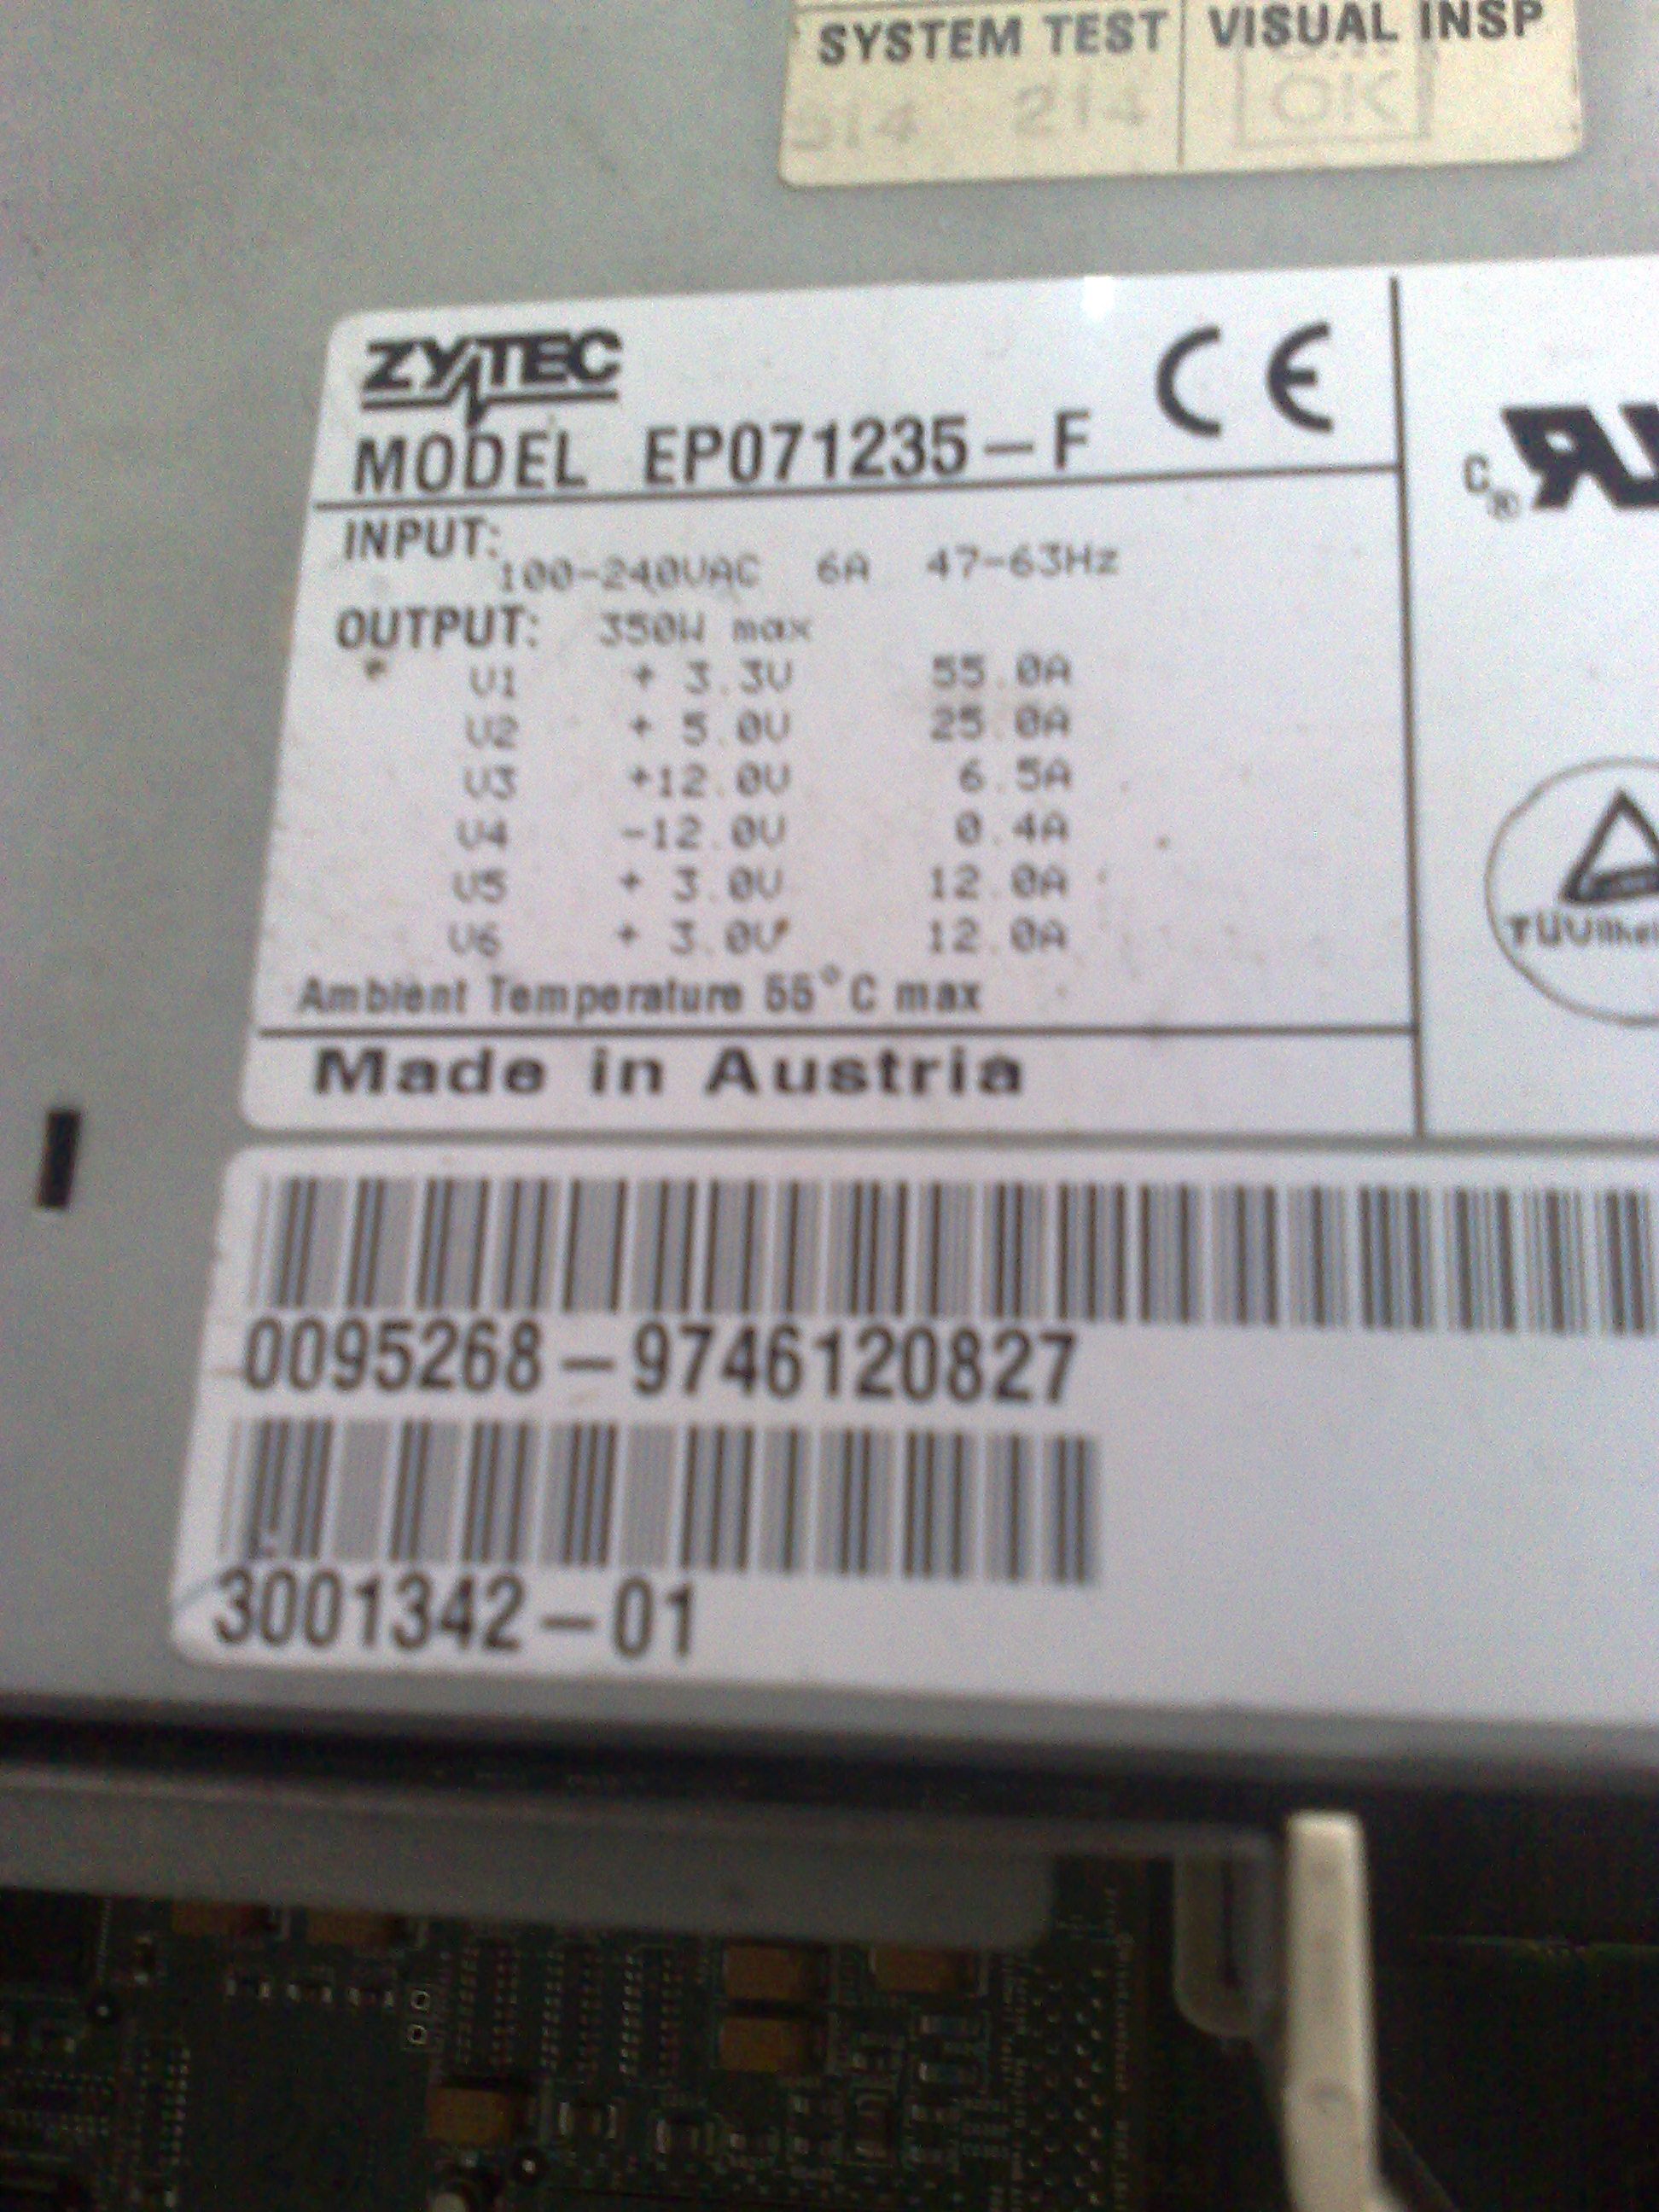 SYSTEM TEST VISUAL INSP
214 OK
ZYTEC CE
MODEL EP071235-F
INPUT: 100-240VAC 6A 47-63Hz
OUTPUT: 350W max
V1 + 3.3V 55.0A
V2 + 5.0V 25.0A
V3 +12.0V 6.5A
V4 -12.0V 0.4A
V5 + 3.0V 12.0A
V6 + 3.0V 12.0A
Ambient Temperature 55°C max
Made in Austria
0095268-9746120827
3001342-01